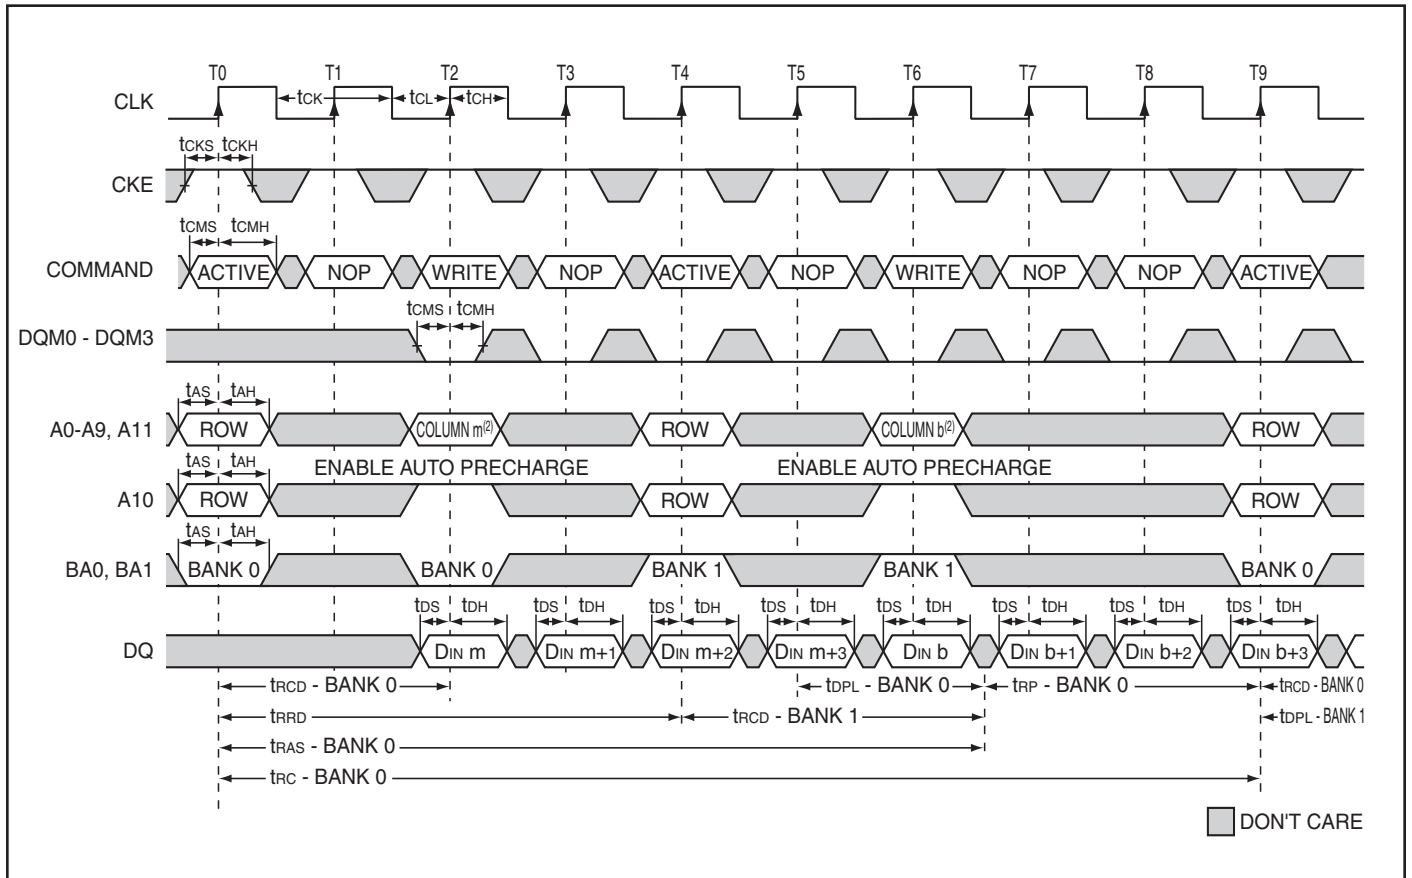 T0 T1 T2 T3 T4 T5 T6 T7 T8 T9
CLK
tCK tCL tCH
tCKS tCKH
CKE
tCMS tCMH
COMMAND ACTIVE NOP WRITE NOP ACTIVE NOP WRITE NOP NOP ACTIVE
tCMS tCMH
DQM0 - DQM3
tAS tAH
A0-A9, A11 ROW COLUMN m(2) ROW COLUMN b(2) ROW
tAS tAH ENABLE AUTO PRECHARGE ENABLE AUTO PRECHARGE
A10 ROW ROW ROW
tAS tAH
BA0, BA1 BANK 0 BANK 0 BANK 1 BANK 1 BANK 0
tDS tDH tDS tDH tDS tDH tDS tDH tDS tDH tDS tDH tDS tDH tDS tDH
DQ DIN m DIN m+1 DIN m+2 DIN m+3 DIN b DIN b+1 DIN b+2 DIN b+3
tRCD - BANK 0 tDPL - BANK 0 tRP - BANK 0 tRCD - BANK 0
tRRD tRCD - BANK 1 tDPL - BANK 1
tRAS - BANK 0
tRC - BANK 0
DON'T CARE